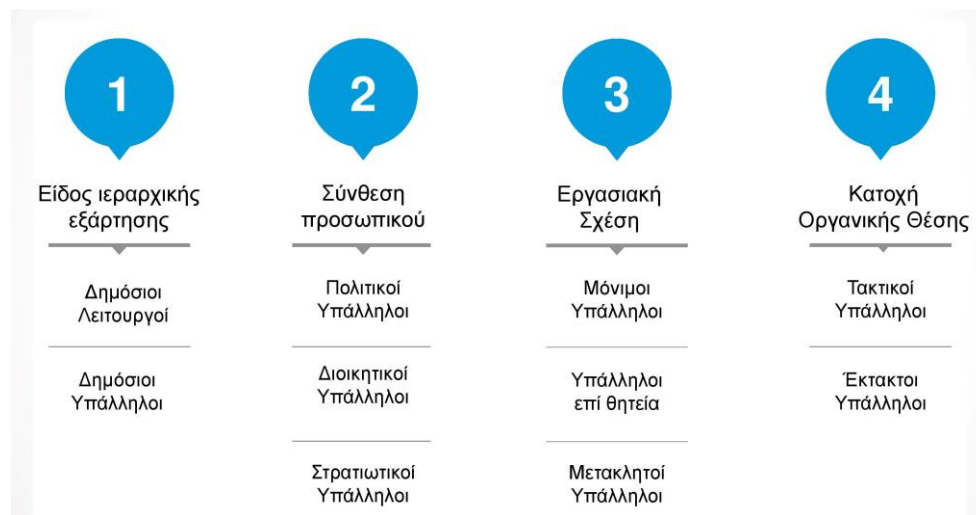 1
Είδος ιεραρχικής
εξάρτησης
Δημόσιοι
Λειτουργοί
Δημόσιοι
Υπάλληλοι
2
Σύνθεση
προσωπικού
Πολιτικοί
Υπάλληλοι
Διοικητικοί
Υπάλληλοι
Στρατιωτικοί
Υπάλληλοι
3
Εργασιακή
Σχέση
Μόνιμοι
Υπάλληλοι
Υπάλληλοι
επί θητεία
Μετακλητοί
Υπάλληλοι
4
Κατοχή
Οργανικής Θέσης
Τακτικοί
Υπάλληλοι
Έκτακτοι
Υπάλληλοι